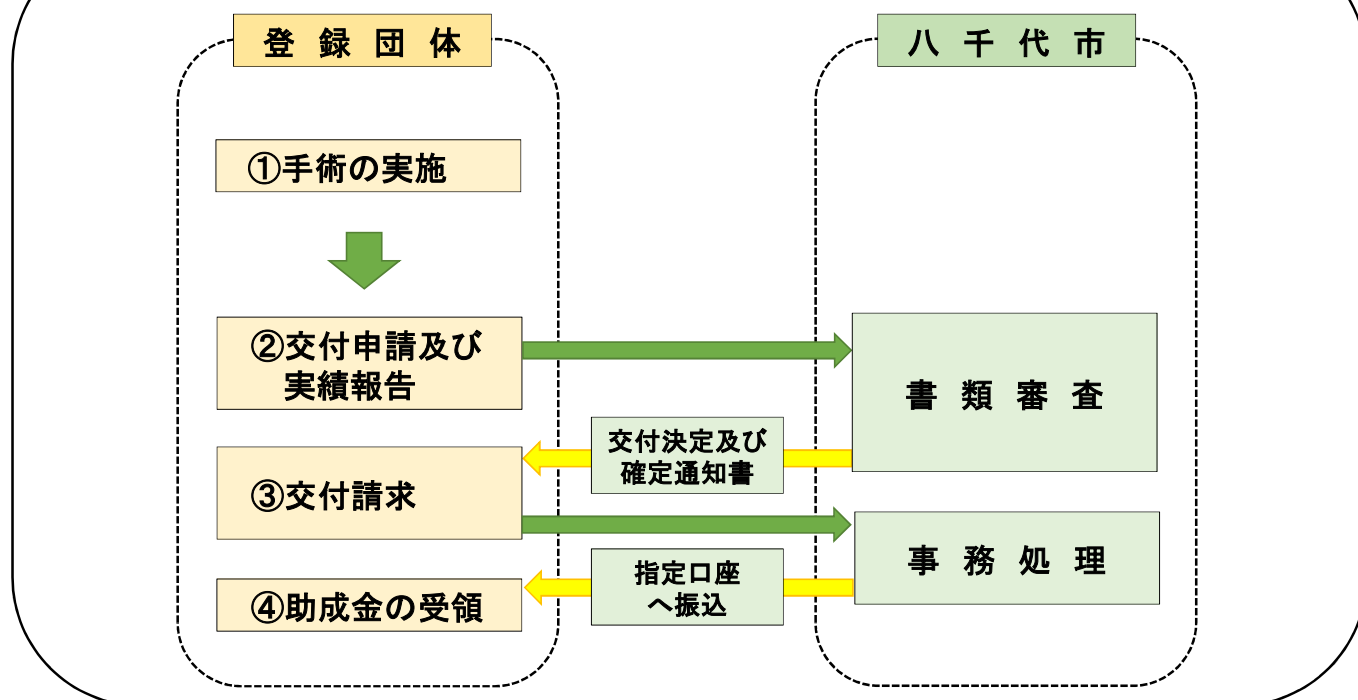 登録団体
八千代市
①手術の実施
②交付申請及び
実績報告
書類審査
交付決定及び
確定通知書
③交付請求
事務処理
指定口座
へ振込
④助成金の受領